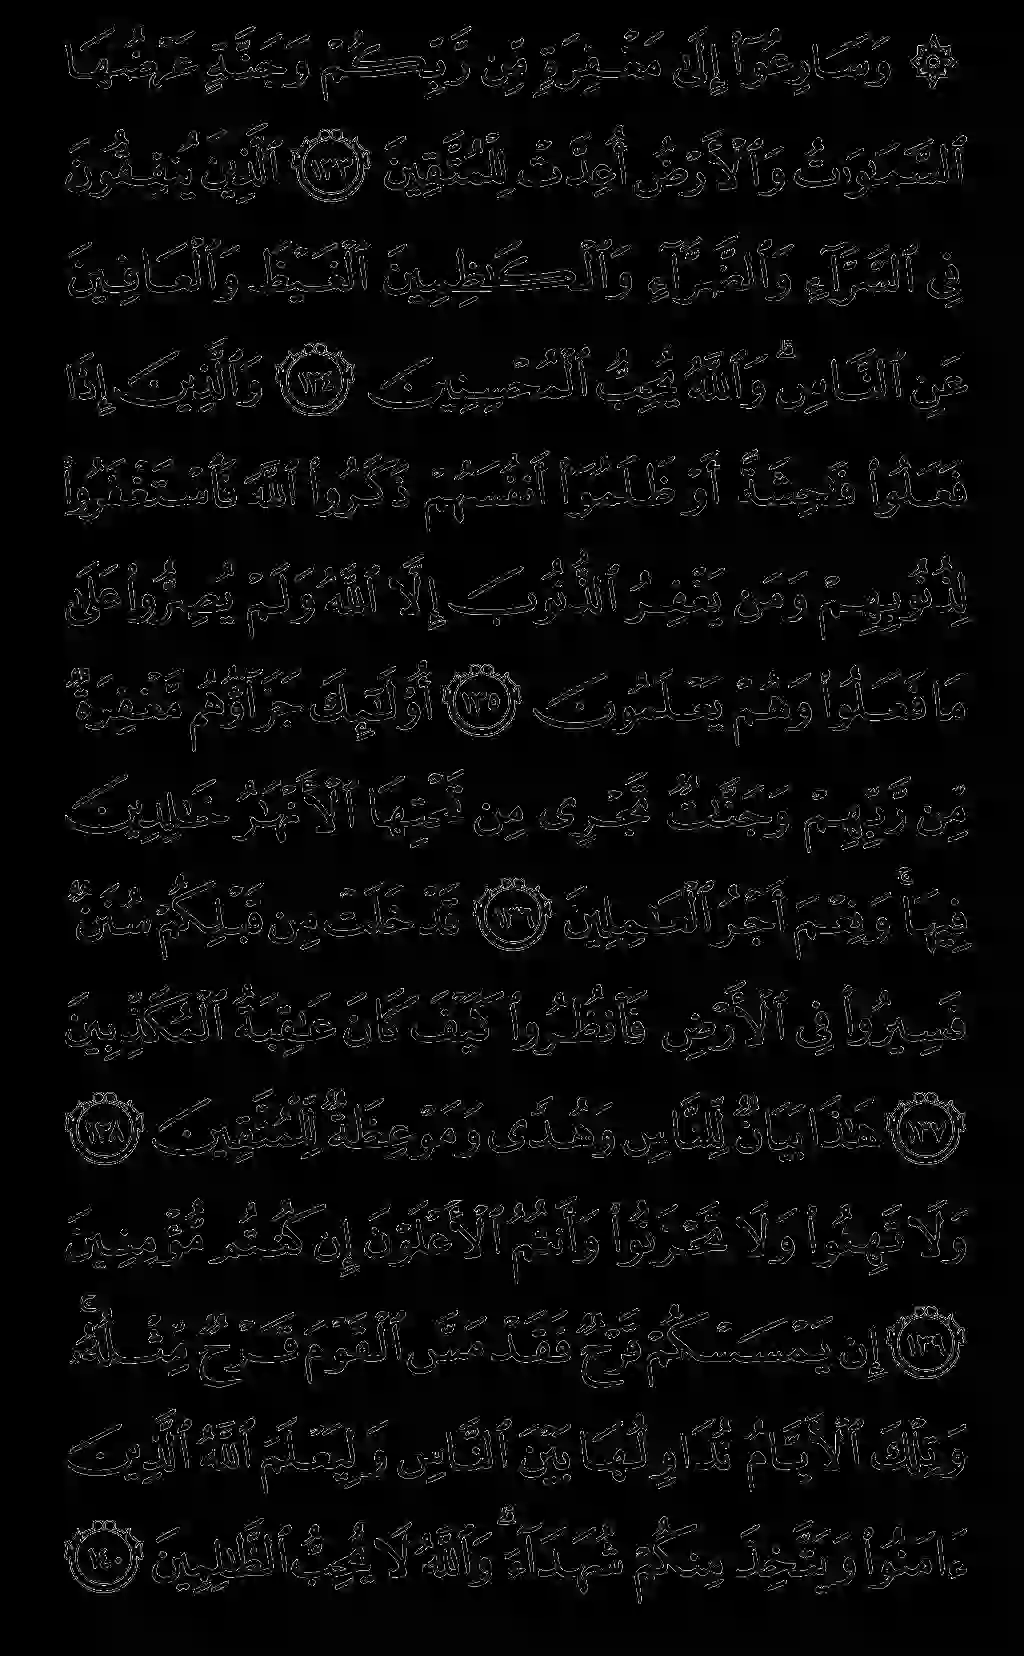 ۞ وَسَارِعُوٓا۟ إِلَىٰ مَغْفِرَةٍ مِّن رَّبِّكُمْ وَجَنَّةٍ عَرْضُهَا
ٱلسَّمَٰوَٰتُ وَٱلْأَرْضُ أُعِدَّتْ لِلْمُتَّقِينَ ١٣٣ ٱلَّذِينَ يُنفِقُونَ
فِى ٱلسَّرَّآءِ وَٱلضَّرَّآءِ وَٱلْكَٰظِمِينَ ٱلْغَيْظَ وَٱلْعَافِينَ
عَنِ ٱلنَّاسِ ۗ وَٱللَّهُ يُحِبُّ ٱلْمُحْسِنِينَ ١٣٤ وَٱلَّذِينَ إِذَا
فَعَلُوا۟ فَٰحِشَةً أَوْ ظَلَمُوٓا۟ أَنفُسَهُمْ ذَكَرُوا۟ ٱللَّهَ فَٱسْتَغْفَرُوا۟
لِذُنُوبِهِمْ وَمَن يَغْفِرُ ٱلذُّنُوبَ إِلَّا ٱللَّهُ وَلَمْ يُصِرُّوا۟ عَلَىٰ
مَا فَعَلُوا۟ وَهُمْ يَعْلَمُونَ ١٣٥ أُو۟لَٰٓئِكَ جَزَآؤُهُم مَّغْفِرَةٌ
مِّن رَّبِّهِمْ وَجَنَّٰتٌ تَجْرِى مِن تَحْتِهَا ٱلْأَنْهَٰرُ خَٰلِدِينَ
فِيهَا ۚ وَنِعْمَ أَجْرُ ٱلْعَٰمِلِينَ ١٣٦ قَدْ خَلَتْ مِن قَبْلِكُمْ سُنَنٌ
فَسِيرُوا۟ فِى ٱلْأَرْضِ فَٱنظُرُوا۟ كَيْفَ كَانَ عَٰقِبَةُ ٱلْمُكَذِّبِينَ
١٣٧ هَٰذَا بَيَانٌ لِّلنَّاسِ وَهُدًى وَمَوْعِظَةٌ لِّلْمُتَّقِينَ ١٣٨
وَلَا تَهِنُوا۟ وَلَا تَحْزَنُوا۟ وَأَنتُمُ ٱلْأَعْلَوْنَ إِن كُنتُم مُّؤْمِنِينَ
١٣٩ إِن يَمْسَسْكُمْ قَرْحٌ فَقَدْ مَسَّ ٱلْقَوْمَ قَرْحٌ مِّثْلُهُۥ ۚ
وَتِلْكَ ٱلْأَيَّامُ نُدَاوِلُهَا بَيْنَ ٱلنَّاسِ وَلِيَعْلَمَ ٱللَّهُ ٱلَّذِينَ
ءَامَنُوا۟ وَيَتَّخِذَ مِنكُمْ شُهَدَآءَ ۗ وَٱللَّهُ لَا يُحِبُّ ٱلظَّٰلِمِينَ ١٤٠